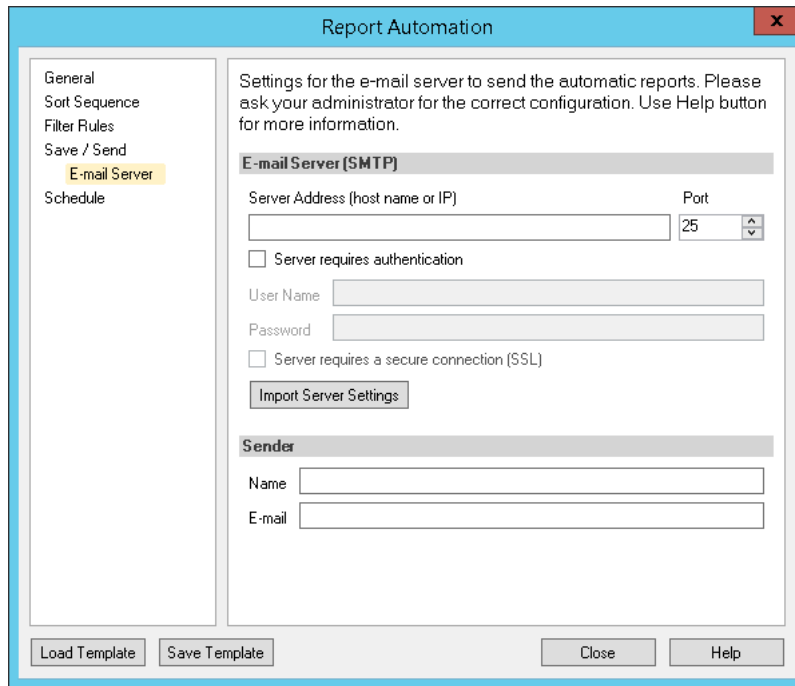 Report Automation
x
General
Sort Sequence
Filter Rules
Save / Send
E-mail Server
Schedule
Settings for the e-mail server to send the automatic reports. Please
ask your administrator for the correct configuration. Use Help button
for more information.
E-mail Server (SMTP)
Server Address (host name or IP) Port
25
Server requires authentication
User Name
Password
Server requires a secure connection (SSL)
Import Server Settings
Sender
Name
E-mail
Load Template Save Template Close Help